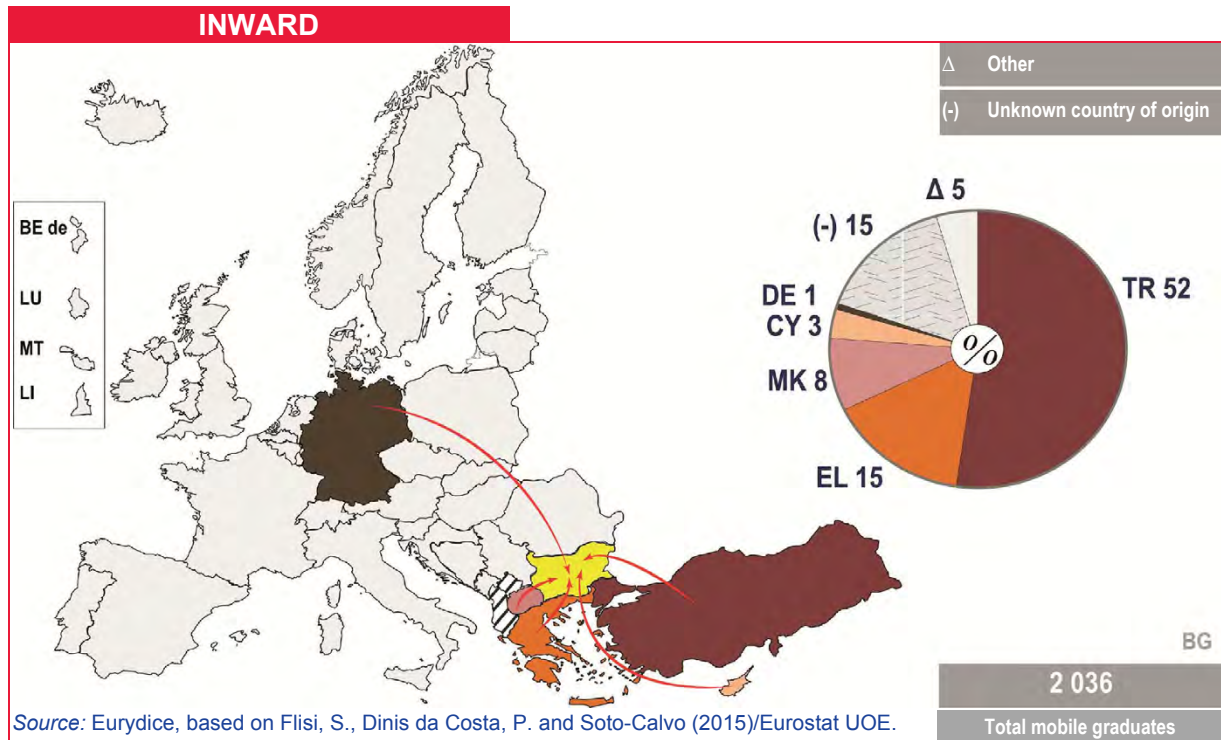 INWARD
Δ Other
(-) Unknown country of origin
BE de
LU
MT
LI
Δ 5
(-) 15
DE 1
CY 3
MK 8
EL 15
TR 52
%
BG
2 036
Total mobile graduates
Source: Eurydice, based on Flisi, S., Dinis da Costa, P. and Soto-Calvo (2015)/Eurostat UOE.